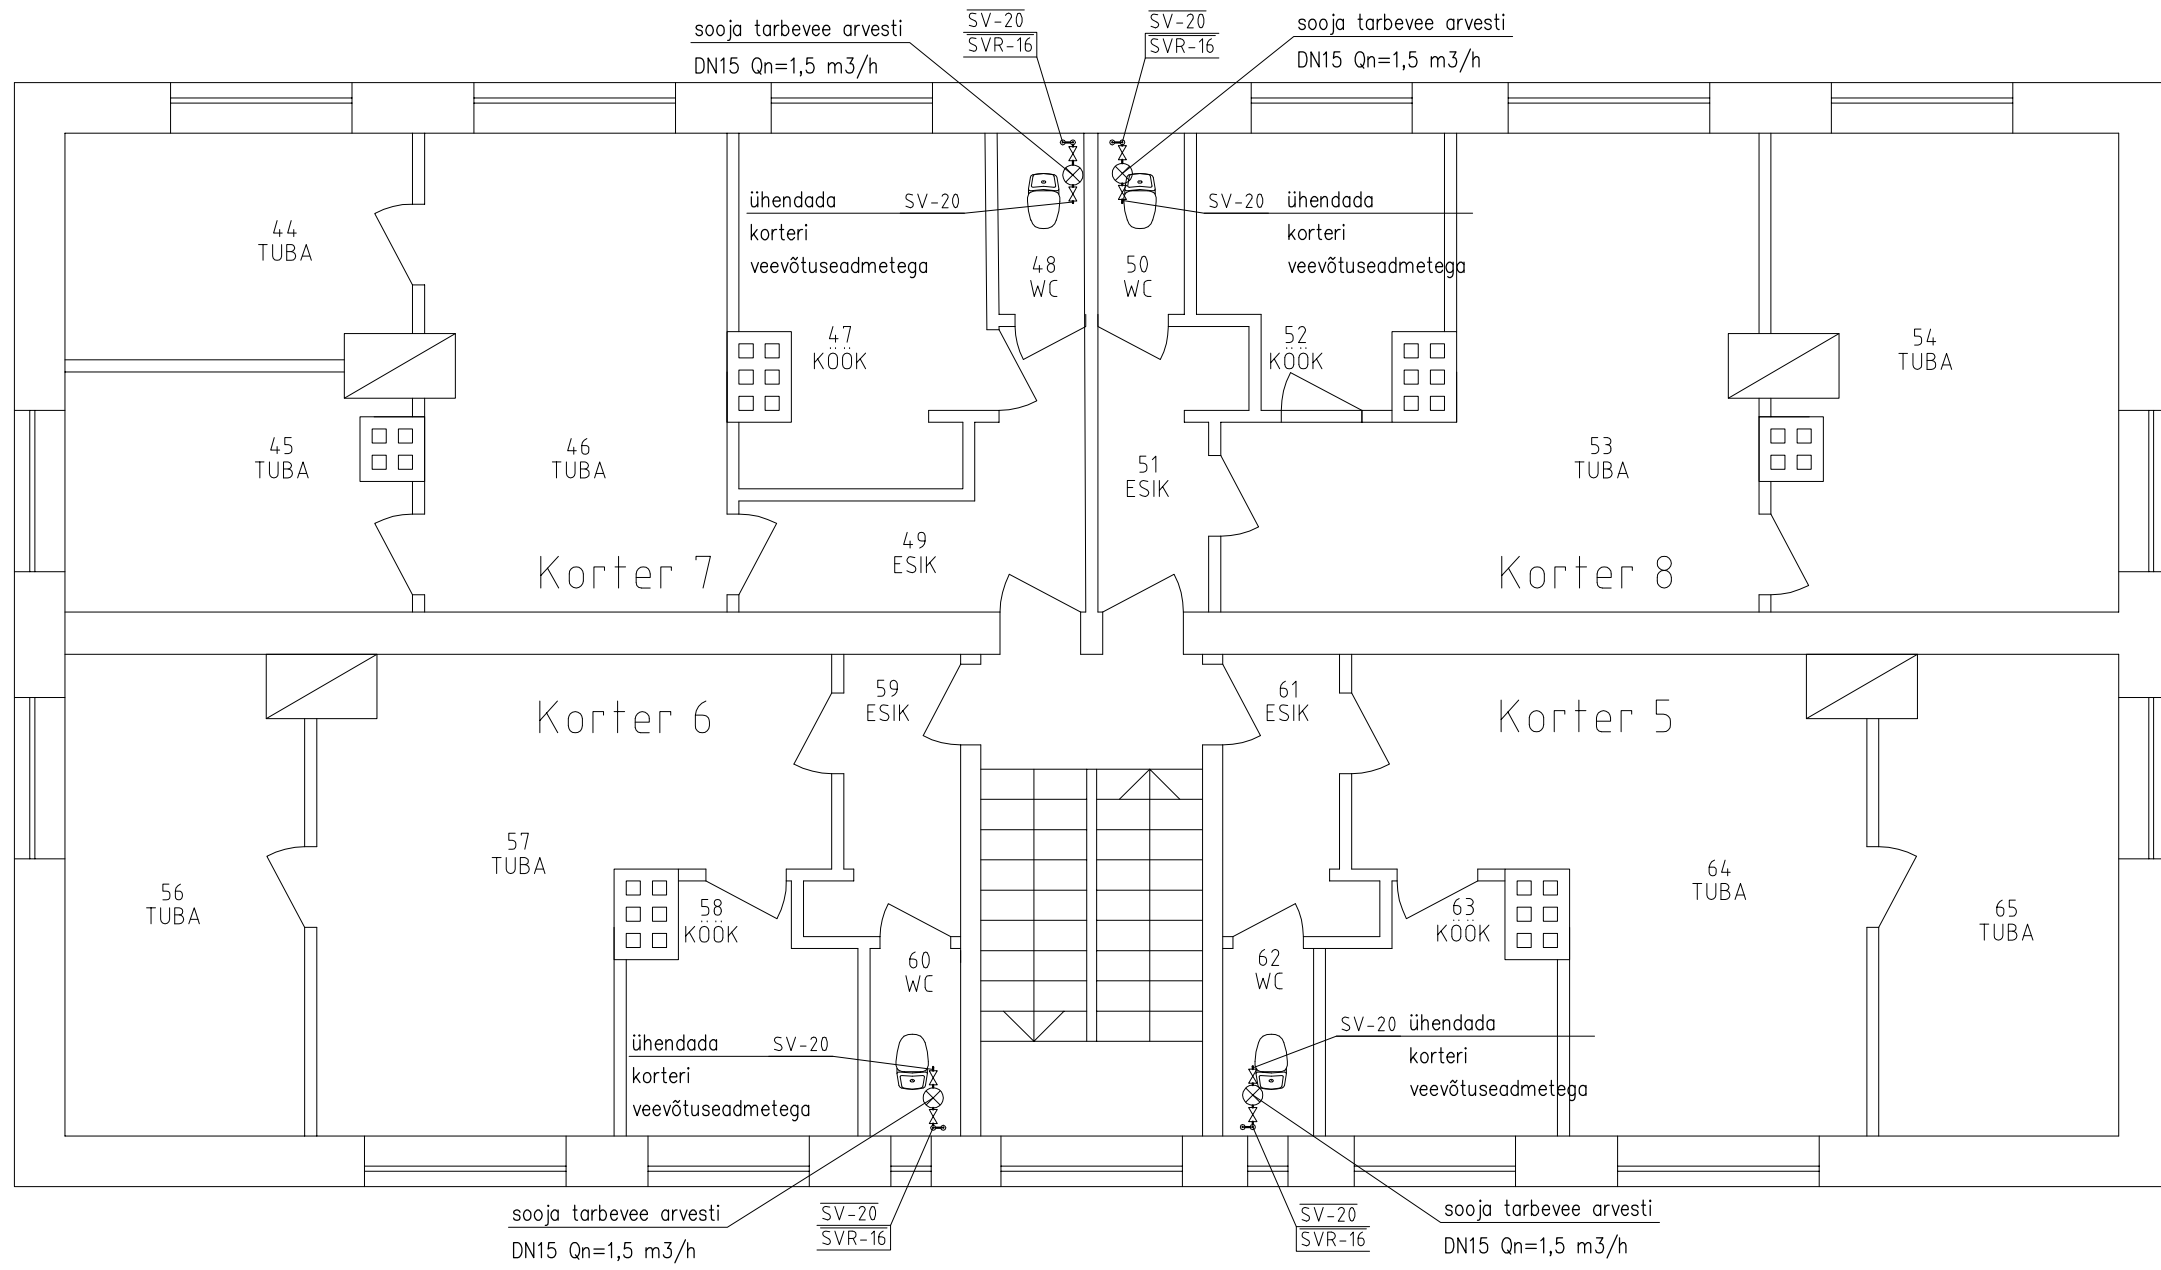 sooja tarbevee arvesti
DN15 Qn=1,5 m3/h
SV-20
SVR-16
SV-20
SVR-16
sooja tarbevee arvesti
DN15 Qn=1,5 m3/h
44
TUBA
ühendada SV-20
korteri
veevõtuseadmetega
48
WC
50
WC
SV-20 ühendada
korteri
veevõtuseadmetega
47
KÖÖK
52
KÖÖK
54
TUBA
45
TUBA
46
TUBA
51
ESIK
53
TUBA
49
ESIK
Korter 7
Korter 8
Korter 6
59
ESIK
61
ESIK
Korter 5
57
TUBA
56
TUBA
58
KÖÖK
60
WC
62
WC
63
KÖÖK
64
TUBA
65
TUBA
ühendada SV-20
korteri
veevõtuseadmetega
SV-20 ühendada
korteri
veevõtuseadmetega
sooja tarbevee arvesti
DN15 Qn=1,5 m3/h
SV-20
SVR-16
SV-20
SVR-16
sooja tarbevee arvesti
DN15 Qn=1,5 m3/h